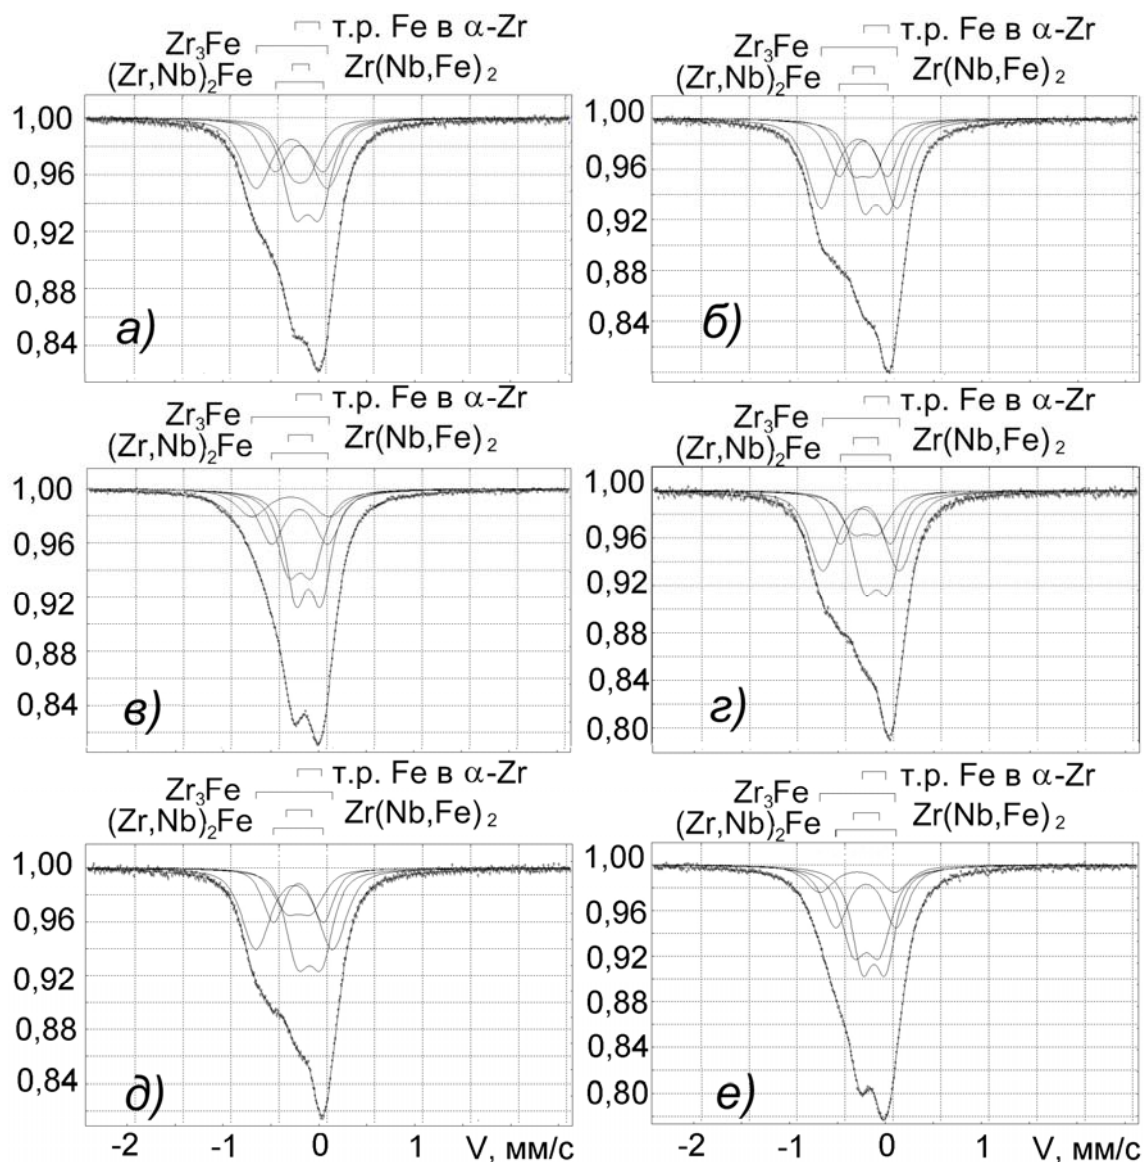 т.р. Fe в α-Zr
Zr₃Fe
(Zr,Nb)₂Fe
Zr(Nb,Fe)₂
1,00
0,96
0,92
0,88
0,84
а)
т.р. Fe в α-Zr
Zr₃Fe
(Zr,Nb)₂Fe
Zr(Nb,Fe)₂
1,00
0,96
0,92
0,88
0,84
б)
т.р. Fe в α-Zr
Zr₃Fe
(Zr,Nb)₂Fe
Zr(Nb,Fe)₂
1,00
0,96
0,92
0,88
0,84
в)
т.р. Fe в α-Zr
Zr₃Fe
(Zr,Nb)₂Fe
Zr(Nb,Fe)₂
1,00
0,96
0,92
0,88
0,84
0,80
г)
т.р. Fe в α-Zr
Zr₃Fe
(Zr,Nb)₂Fe
Zr(Nb,Fe)₂
1,00
0,96
0,92
0,88
0,84
д)
-2 -1 0 1 V, мм/с
т.р. Fe в α-Zr
Zr₃Fe
(Zr,Nb)₂Fe
Zr(Nb,Fe)₂
1,00
0,96
0,92
0,88
0,84
0,80
е)
-2 -1 0 1 V, мм/с